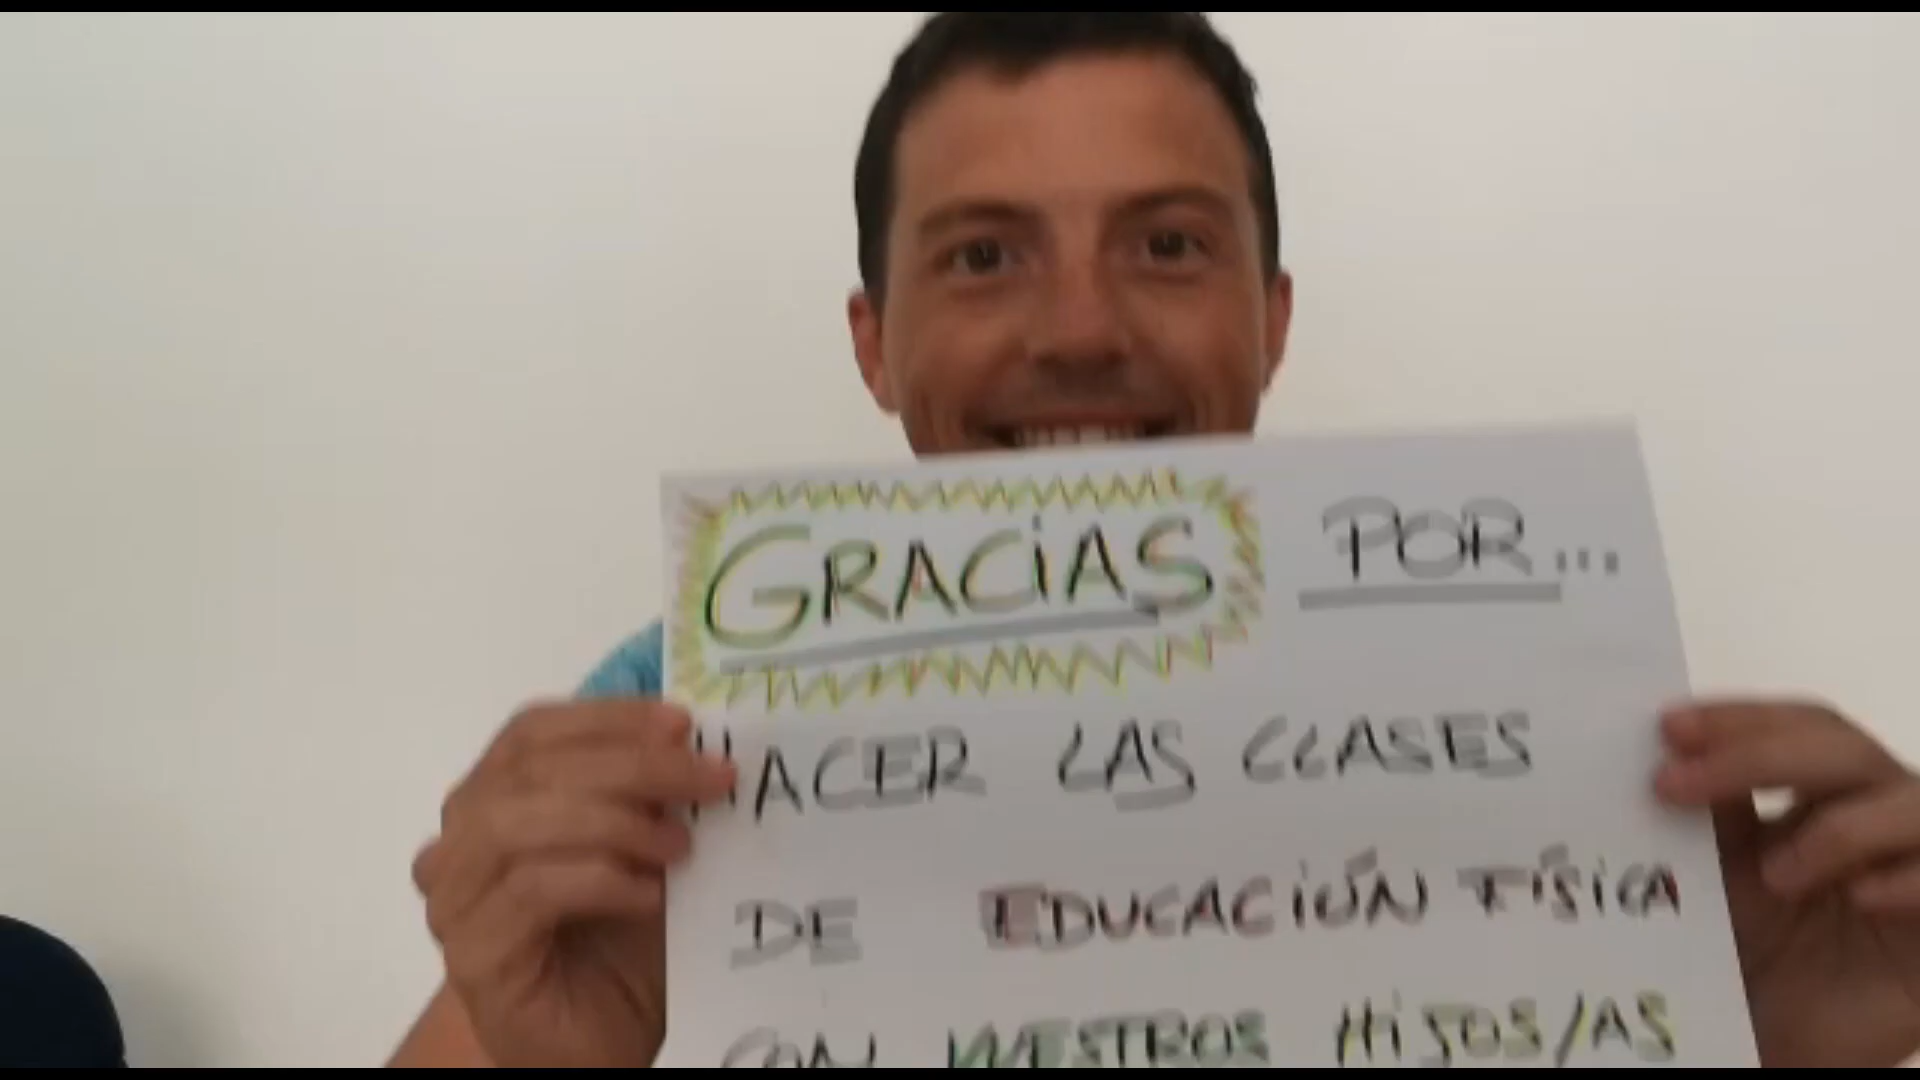 GRACIAS POR...
HACER LAS CLASES
DE EDUCACIÓN FÍSICA
CON VUESTROS HIJOS/AS